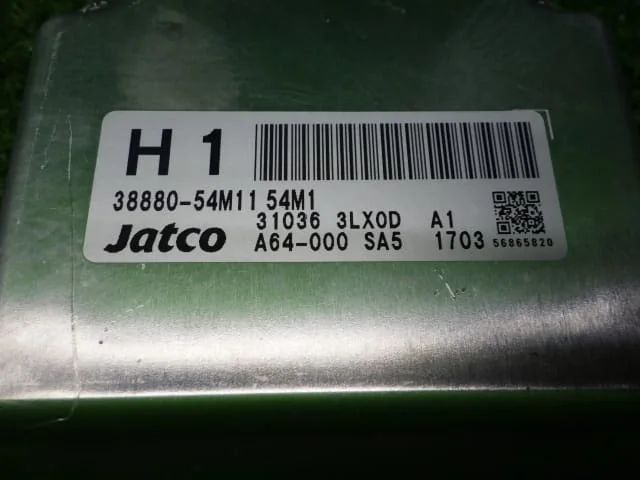 H 1
38880-54M11 54M1
31036 3LX0D A1
Jatco A64-000 SA5 1703 56865820